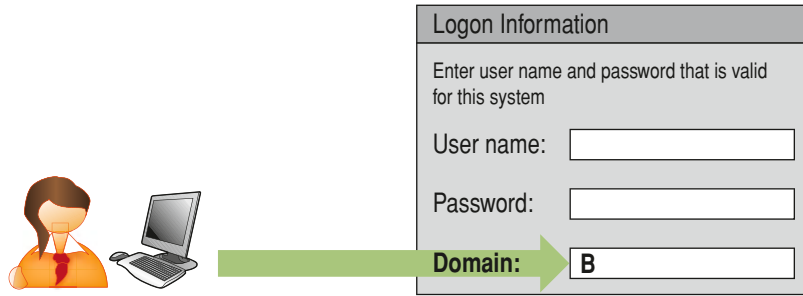 Logon Information
Enter user name and password that is valid
for this system
User name:
Password:
Domain: B